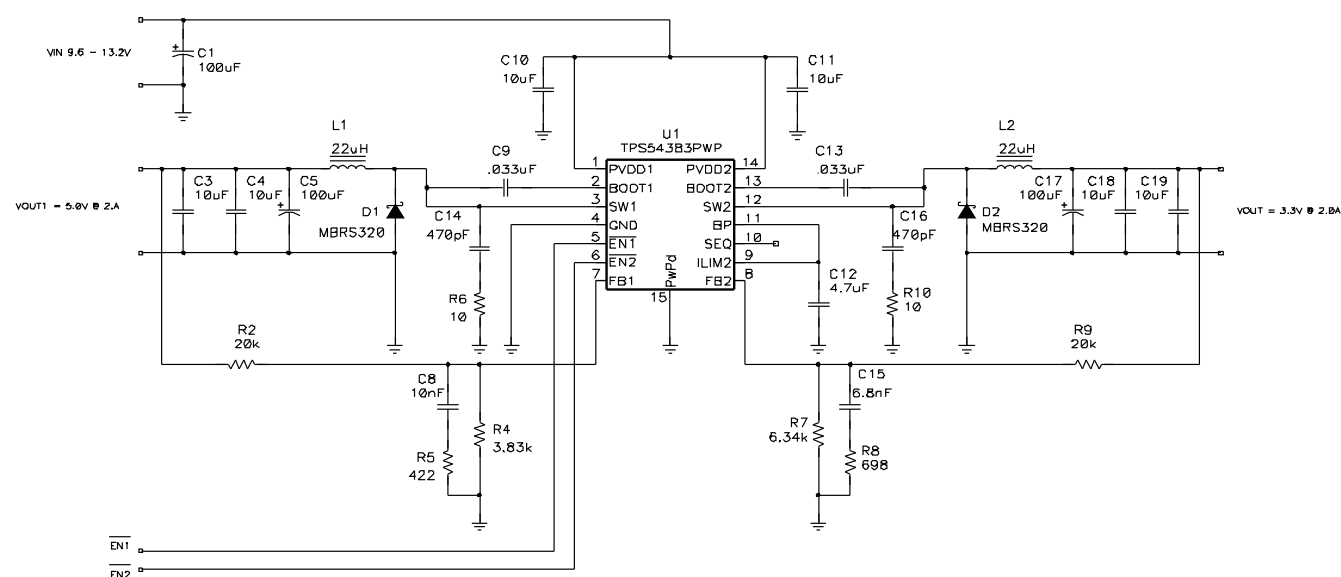 VIN 9.6 - 13.2V
C1
100uF
C10
10uF
C11
10uF
L1
22uH
L2
22uH
U1
TPS54383PWP
C9
.033uF
C13
.033uF
1 PVDD1 PVDD2 14
2 BOOT1 BOOT2 13
3 SW1 SW2 12
4 GND BP 11
5 EN1 SEQ 10
6 EN2 ILIM2 9
7 FB1 FB2 8
PwPd
15
VOUT1 = 5.0V @ 2.A
C3
10uF
C4
10uF
C5
100uF
D1
MBRS320
C14
470pF
R6
10
C12
4.7uF
C16
470pF
R10
10
D2
MBRS320
C17
100uF
C18
10uF
C19
10uF
VOUT = 3.3V @ 2.0A
R2
20k
R9
20k
C8
10nF
R4
3.83k
R5
422
C15
6.8nF
R7
6.34k
R8
698
EN1
EN2